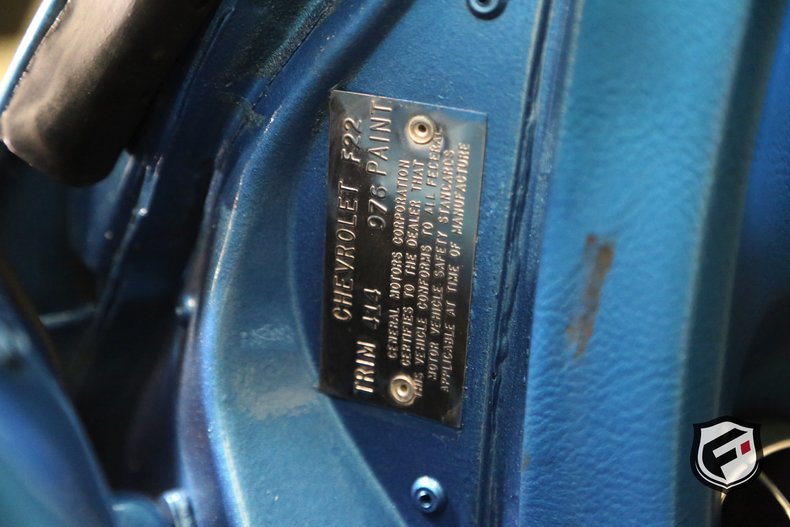 CHEVROLET F22
TRIM 414 976 PAINT
GENERAL MOTORS CORPORATION
CERTIFIES TO THE DEALER THAT
THIS VEHICLE CONFORMS TO ALL FEDERAL
MOTOR VEHICLE SAFETY STANDARDS
APPLICABLE AT TIME OF MANUFACTURE